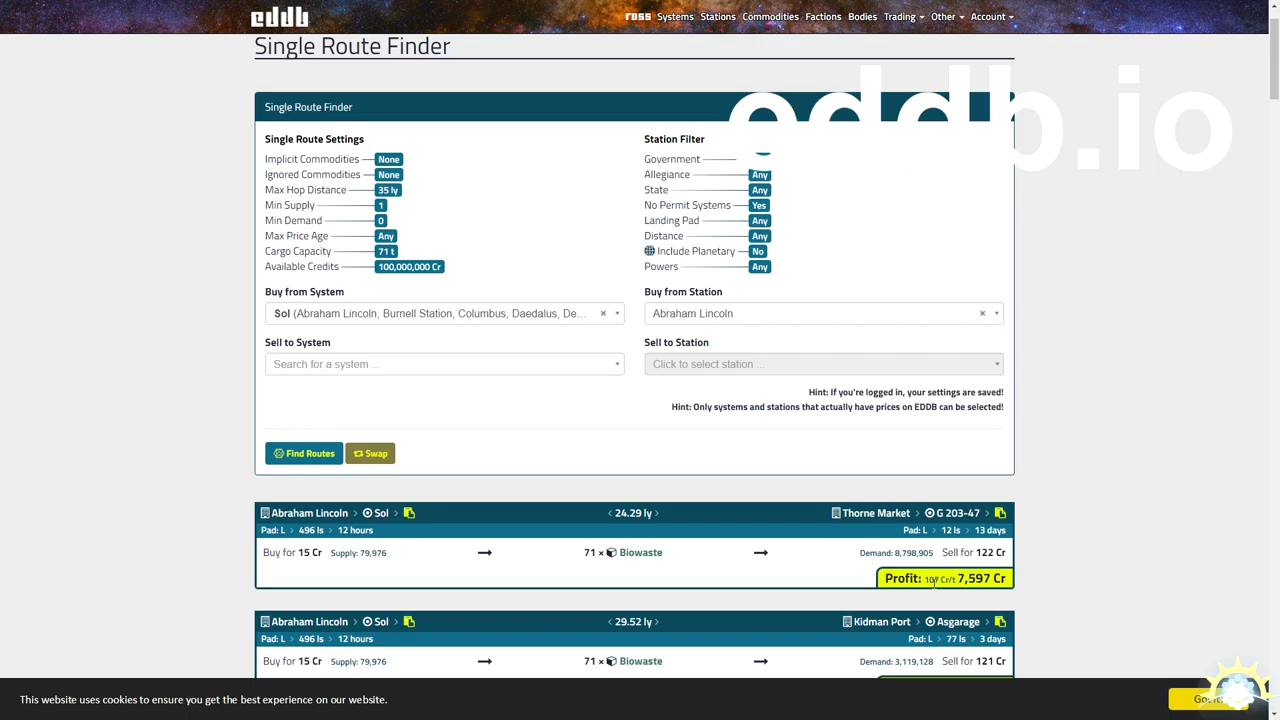 eddb
ross Systems Stations Commodities Factions Bodies Trading Other Account
Single Route Finder
eddb.io
Single Route Finder
Single Route Settings
Implicit Commodities None
Ignored Commodities None
Max Hop Distance 35 ly
Min Supply 1
Min Demand 0
Max Price Age Any
Cargo Capacity 71 t
Available Credits 100,000,000 Cr
Station Filter
Government
Allegiance Any
State Any
No Permit Systems Yes
Landing Pad Any
Distance Any
Include Planetary No
Powers Any
Buy from System
Sol (Abraham Lincoln, Burnell Station, Columbus, Daedalus, De... ×
Buy from Station
Abraham Lincoln ×
Sell to System
Search for a system ...
Sell to Station
Click to select station ...
Hint: If you're logged in, your settings are saved!
Hint: Only systems and stations that actually have prices on EDDB can be selected!
Find Routes Swap
Abraham Lincoln > Sol > < 24.29 ly > Thorne Market > G 203-47 >
Pad: L > 496 ls > 12 hours Pad: L > 12 ls > 13 days
Buy for 15 Cr Supply: 79,976 → 71 × Biowaste → Demand: 8,798,905 Sell for 122 Cr
Profit: 107 Cr/t 7,597 Cr
Abraham Lincoln > Sol > < 29.52 ly > Kidman Port > Asgarage >
Pad: L > 496 ls > 12 hours Pad: L > 77 ls > 3 days
Buy for 15 Cr Supply: 79,976 → 71 × Biowaste → Demand: 3,119,128 Sell for 121 Cr
This website uses cookies to ensure you get the best experience on our website.